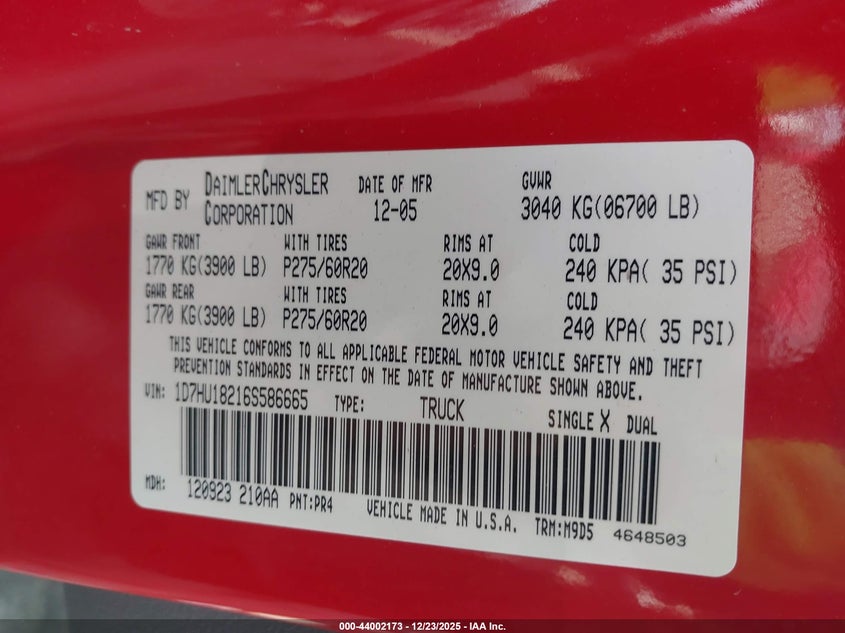 MFD BY DAIMLERCHRYSLER CORPORATION DATE OF MFR 12-05 GVWR 3040 KG(06700 LB)
GAWR FRONT WITH TIRES RIMS AT COLD
1770 KG(3900 LB) P275/60R20 20X9.0 240 KPA( 35 PSI)
GAWR REAR WITH TIRES RIMS AT COLD
1770 KG(3900 LB) P275/60R20 20X9.0 240 KPA( 35 PSI)
THIS VEHICLE CONFORMS TO ALL APPLICABLE FEDERAL MOTOR VEHICLE SAFETY AND THEFT
PREVENTION STANDARDS IN EFFECT ON THE DATE OF MANUFACTURE SHOWN ABOVE.
VIN: 1D7HU18216S586665 TYPE: TRUCK SINGLE X DUAL
MDH: 120923 210AA PNT:PR4 VEHICLE MADE IN U.S.A. TRM:M9D5 4648503
000-44002173 - 12/23/2025 - IAA Inc.